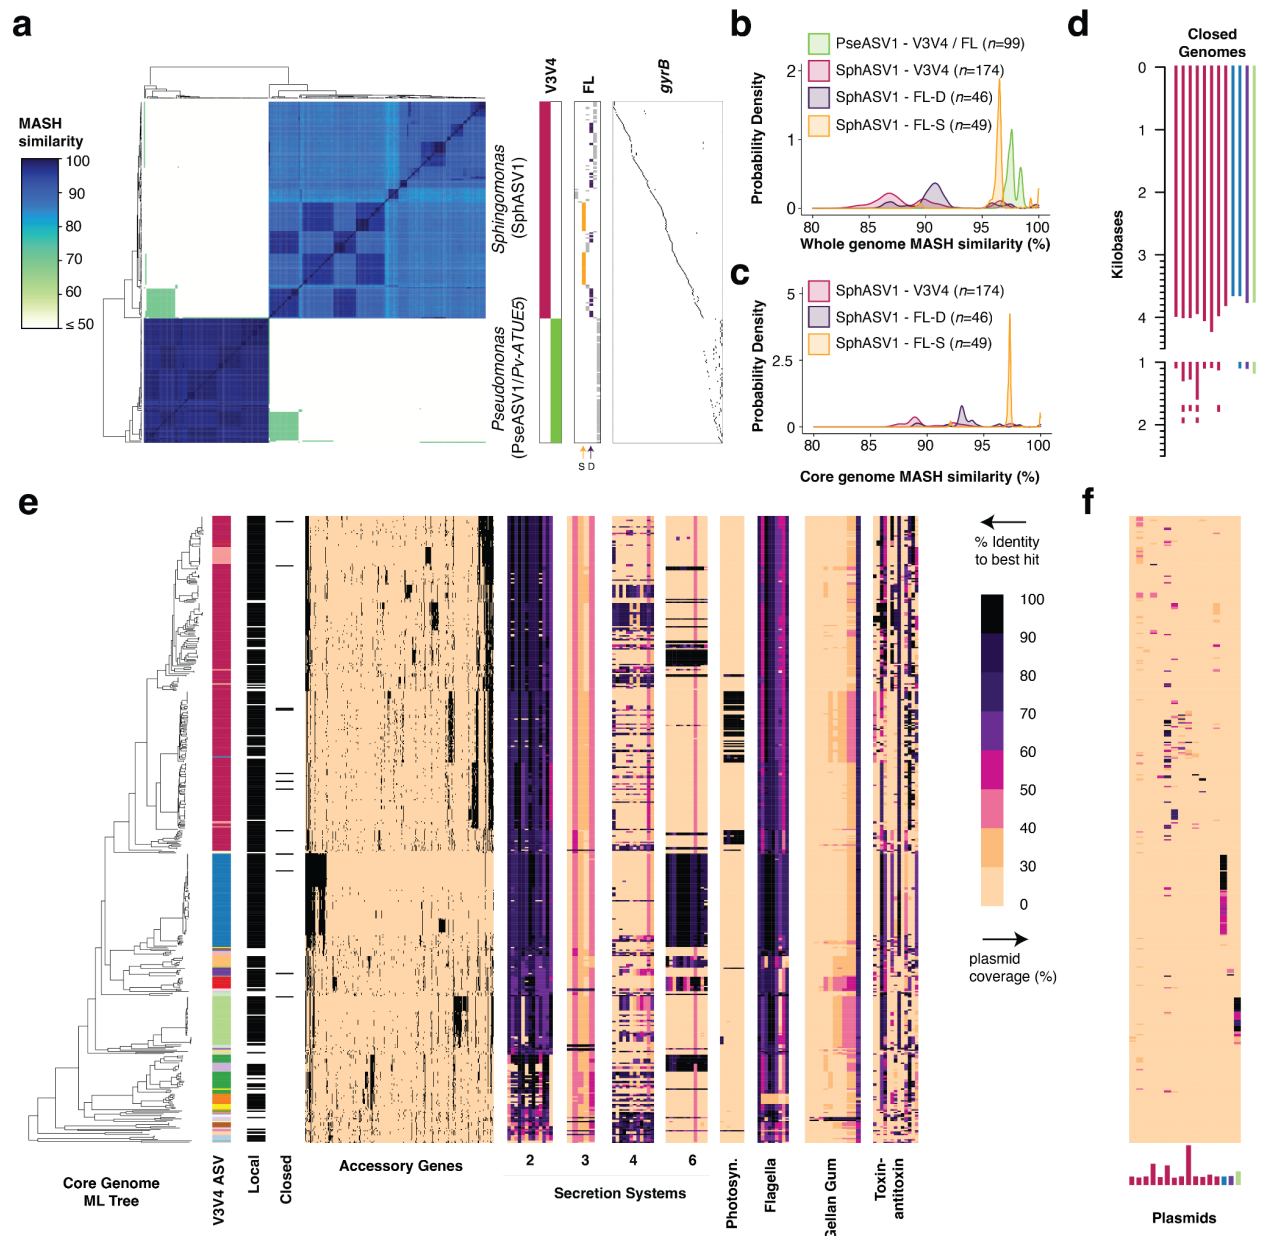 a
MASH
similarity
100
90
80
70
60
≤ 50
Sphingomonas
(SphASV1)
Pseudomonas
(PseASV1/Pv-ATUE5)
V3V4
FL
gyrB
S D
b
Probability Density
2
1
0
PseASV1 - V3V4 / FL (n=99)
SphASV1 - V3V4 (n=174)
SphASV1 - FL-D (n=46)
SphASV1 - FL-S (n=49)
80 85 90 95 100
Whole genome MASH similarity (%)
c
Probability Density
5
2.5
0
SphASV1 - V3V4 (n=174)
SphASV1 - FL-D (n=46)
SphASV1 - FL-S (n=49)
80 85 90 95 100
Core genome MASH similarity (%)
d
Closed
Genomes
Kilobases
0
1
2
3
4
1
2
e
Core Genome
ML Tree
V3V4 ASV
Local
Closed
Accessory Genes
2 3 4 6
Secretion Systems
Photosyn.
Flagella
Gellan Gum
Toxin-
antitoxin
% Identity
to best hit
100
90
80
70
60
50
40
30
0
plasmid
coverage (%)
f
Plasmids